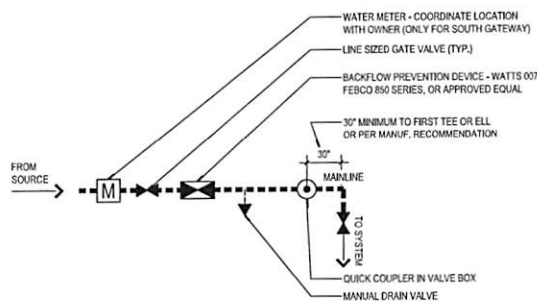 WATER METER - COORDINATE LOCATION
WITH OWNER (ONLY FOR SOUTH GATEWAY)
LINE SIZED GATE VALVE (TYP.)
BACKFLOW PREVENTION DEVICE - WATTS 007
FEBCO 850 SERIES, OR APPROVED EQUAL
30" MINIMUM TO FIRST TEE OR ELL
OR PER MANUF. RECOMMENDATION
30"
FROM
SOURCE
MAINLINE
M
TO SYSTEM
QUICK COUPLER IN VALVE BOX
MANUAL DRAIN VALVE